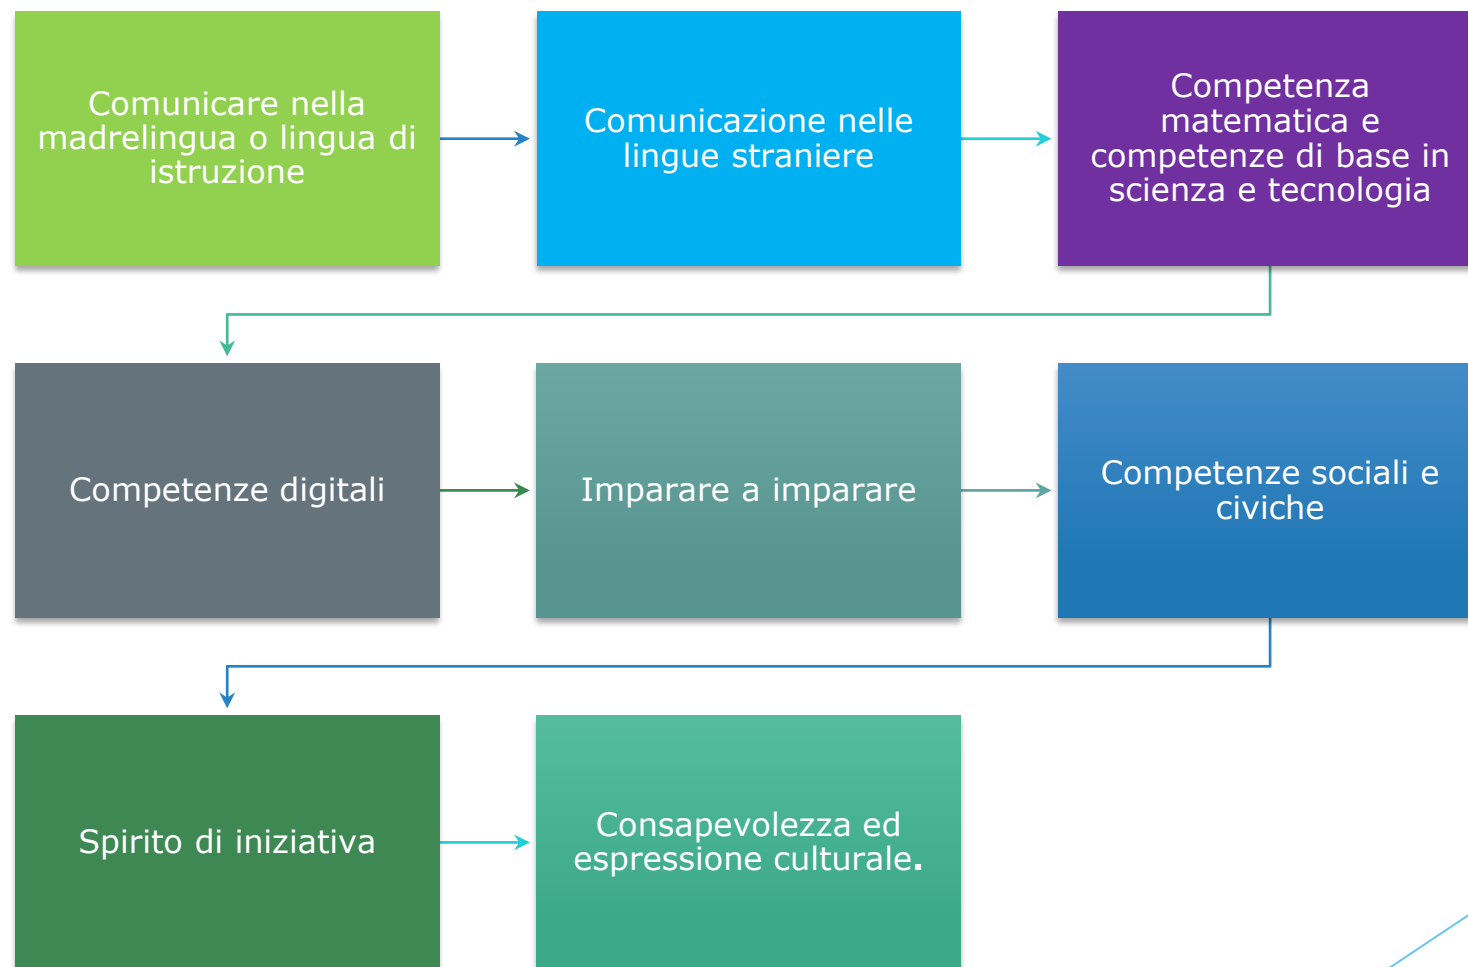 Comunicare nella
madrelingua o lingua di
istruzione
Comunicazione nelle
lingue straniere
Competenza
matematica e
competenze di base in
scienza e tecnologia
Competenze digitali
Imparare a imparare
Competenze sociali e
civiche
Spirito di iniziativa
Consapevolezza ed
espressione culturale.